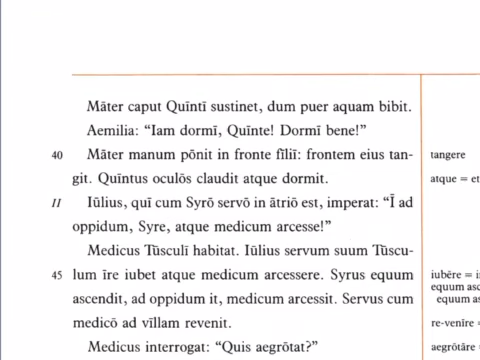 Māter caput Quīntī sustinet, dum puer aquam bibit.
Aemilia: “Iam dormī, Quīnte! Dormī bene!”
40 Māter manum pōnit in fronte fīliī: frontem eius tan-
git. Quīntus oculōs claudit atque dormit.
II Iūlius, quī cum Syrō servō in ātriō est, imperat: “Ī ad
oppidum, Syre, atque medicum arcesse!”
Medicus Tūsculī habitat. Iūlius servum suum Tūscu-
45 lum īre iubet atque medicum arcessere. Syrus equum
ascendit, ad oppidum it, medicum arcessit. Servus cum
medicō ad vīllam revenit.
Medicus interrogat: “Quis aegrōtat?”
tangere
atque = et
iubēre =
equum
equum
re-venīre =
aegrōtāre =